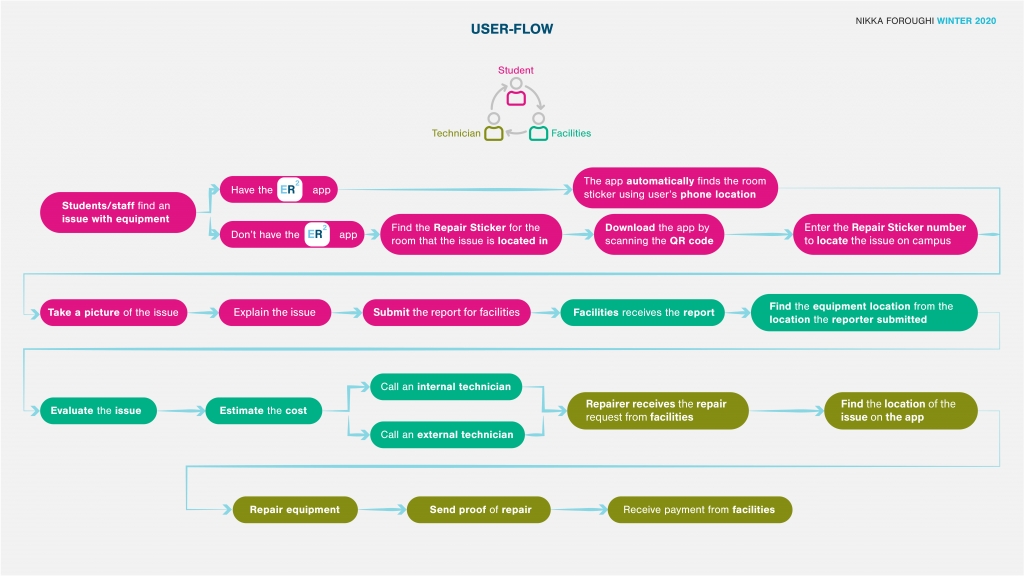 NIKKA FOROUGHI WINTER 2020
USER-FLOW
Student
Technician
Facilities
Students/staff find an
issue with equipment
Have the ER2 app
The app automatically finds the room
sticker using user's phone location
Don't have the ER2 app
Find the Repair Sticker for the
room that the issue is located in
Download the app by
scanning the QR code
Enter the Repair Sticker number
to locate the issue on campus
Take a picture of the issue
Explain the issue
Submit the report for facilities
Facilities receives the report
Find the equipment location from the
location the reporter submitted
Evaluate the issue
Estimate the cost
Call an internal technician
Call an external technician
Repairer receives the repair
request from facilities
Find the location of the
issue on the app
Repair equipment
Send proof of repair
Receive payment from facilities